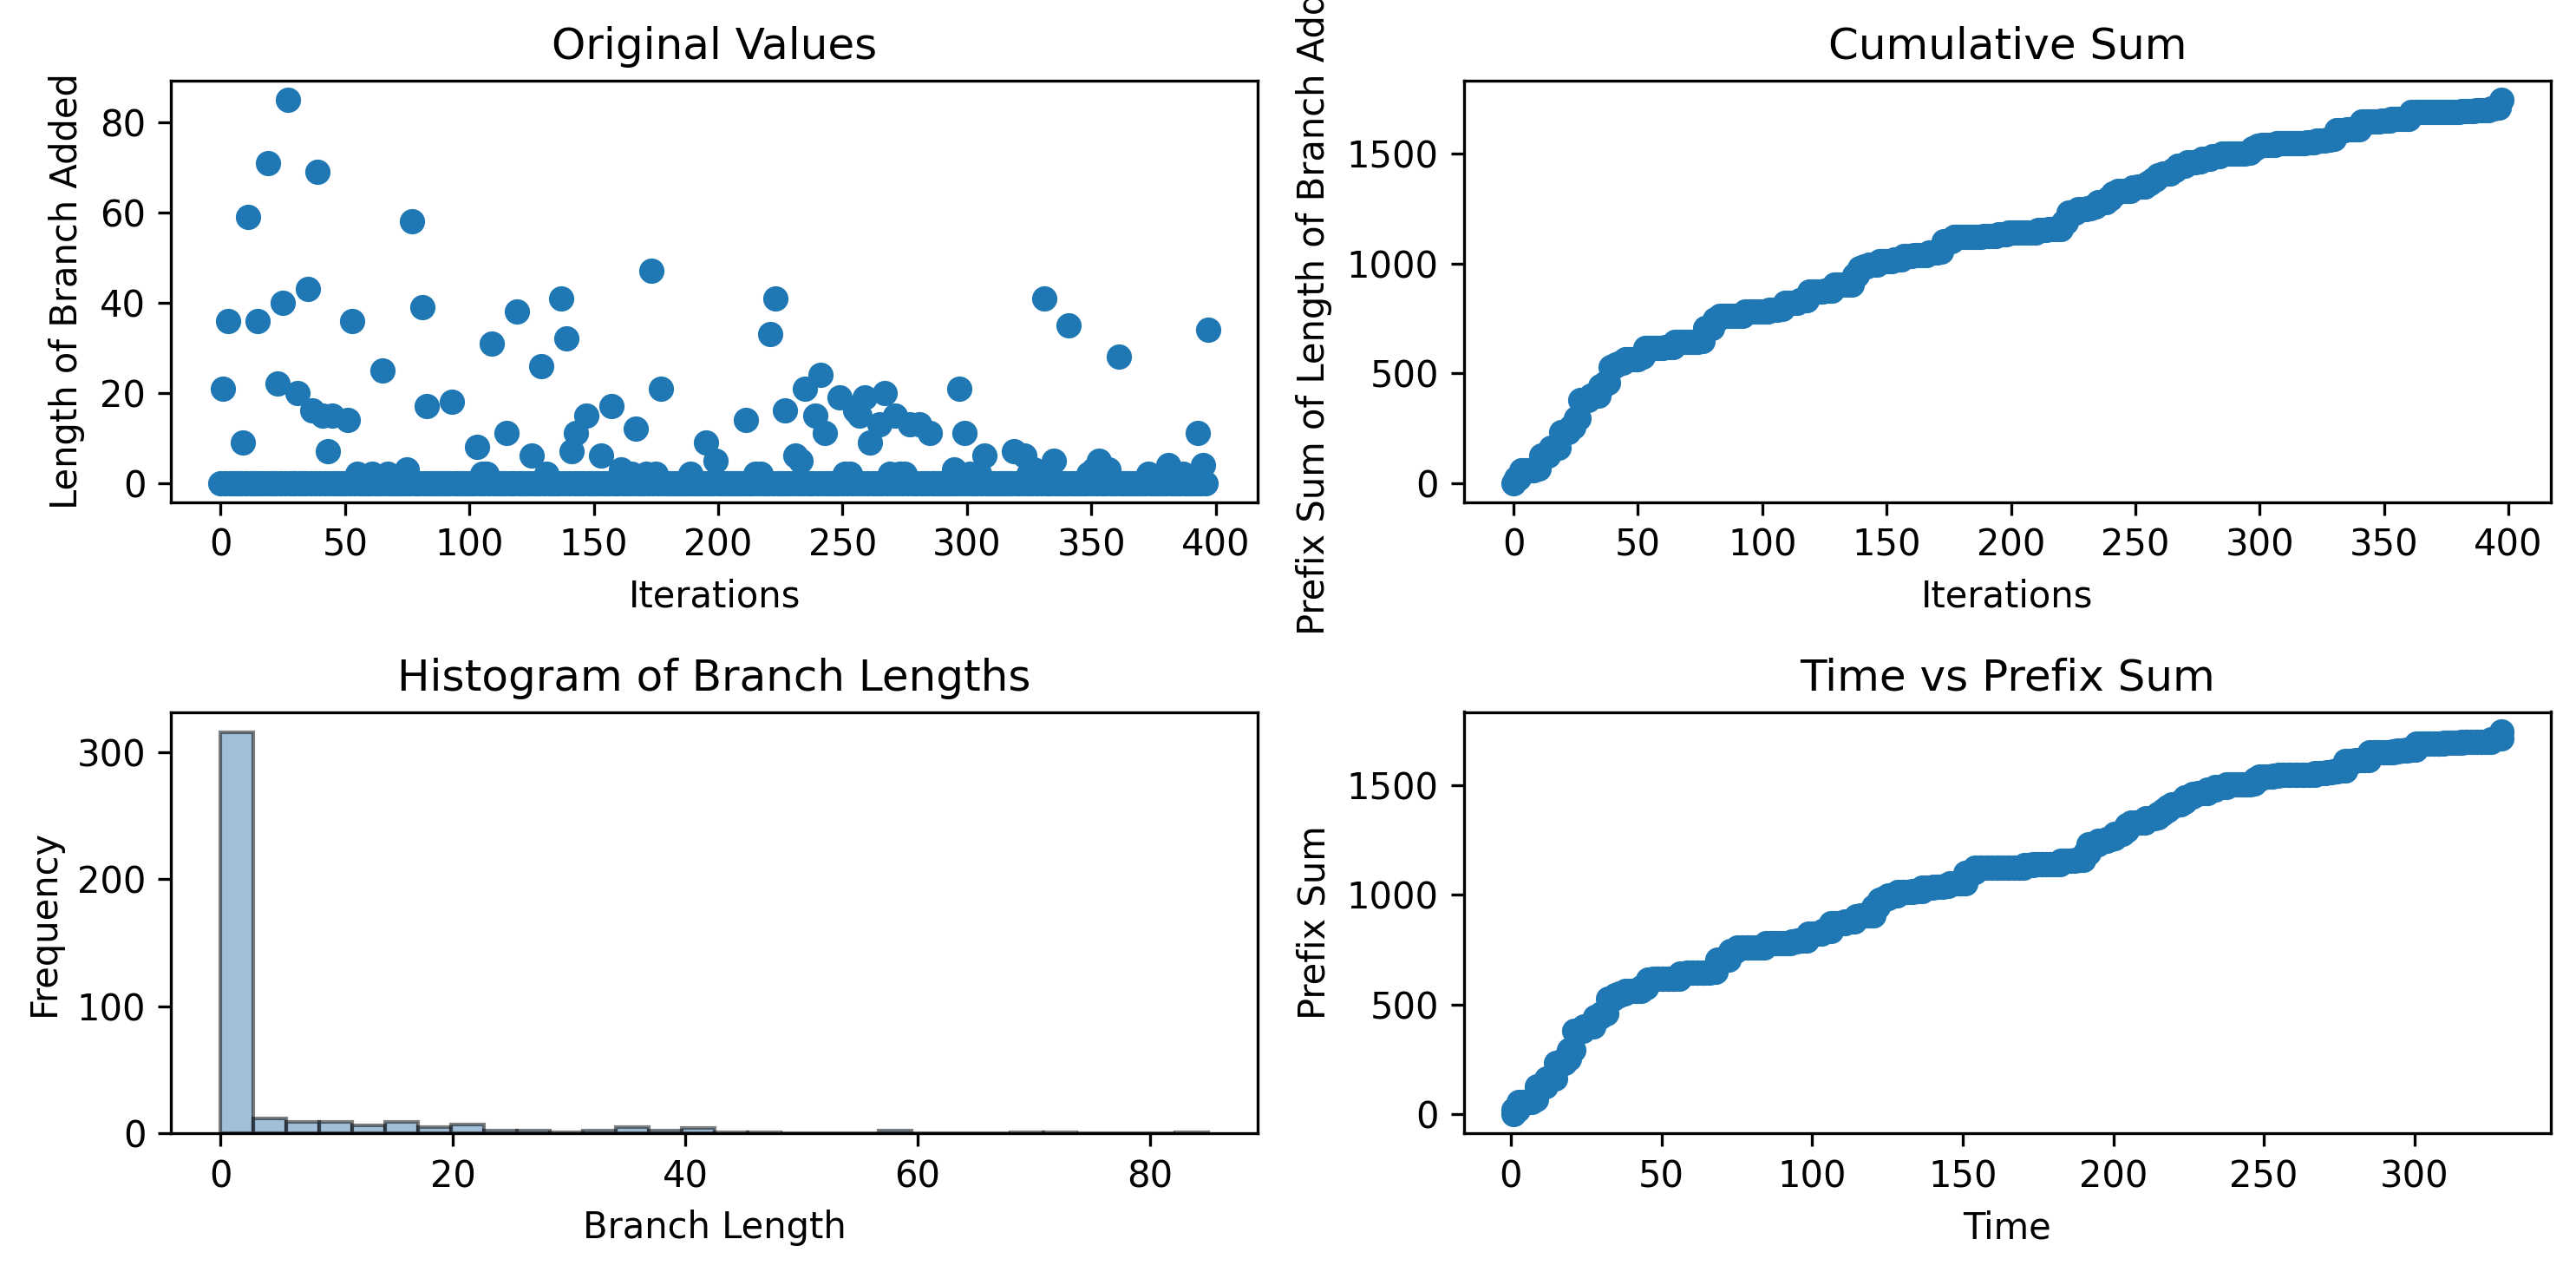 Original Values
Length of Branch Added
80
60
40
20
0
0 50 100 150 200 250 300 350 400
Iterations
Cumulative Sum
Prefix Sum of Length of Branch
1500
1000
500
0
0 50 100 150 200 250 300 350 400
Iterations
Histogram of Branch Lengths
Frequency
300
200
100
0
0 20 40 60 80
Branch Length
Time vs Prefix Sum
Prefix Sum
1500
1000
500
0
0 50 100 150 200 250 300
Time